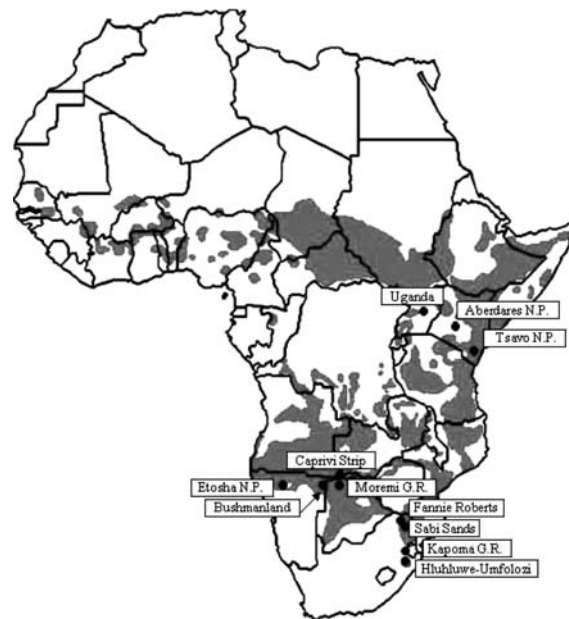 Uganda
Aberdares N.P.
Tsavo N.P.
Caprivi Strip
Etosha N.P.
Moremi G.R.
Bushmanland
Fannie Roberts
Sabi Sands
Kapoma G.R.
Hluhluwe-Umfolozi